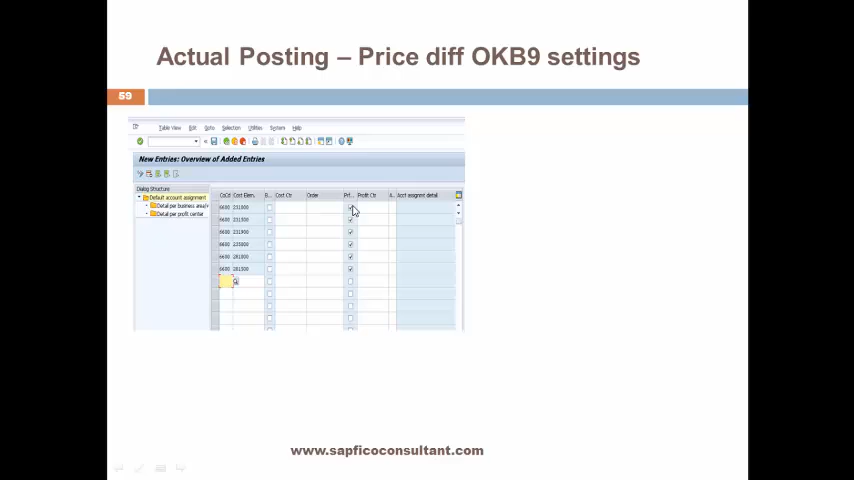 Actual Posting – Price diff OKB9 settings
59
Table View Edit Goto Selection Utilities System Help
New Entries: Overview of Added Entries
Dialog Structure
Default account assignment
Detail per business area/v
Detail per profit center
CoCd Cost Elem. B... Cost Ctr Order Prf... Profit Ctr A.. Acct assignmt detail
6600 231000
6600 231500
6600 231900
6600 235000
6600 281000
6600 281500
www.sapficoconsultant.com